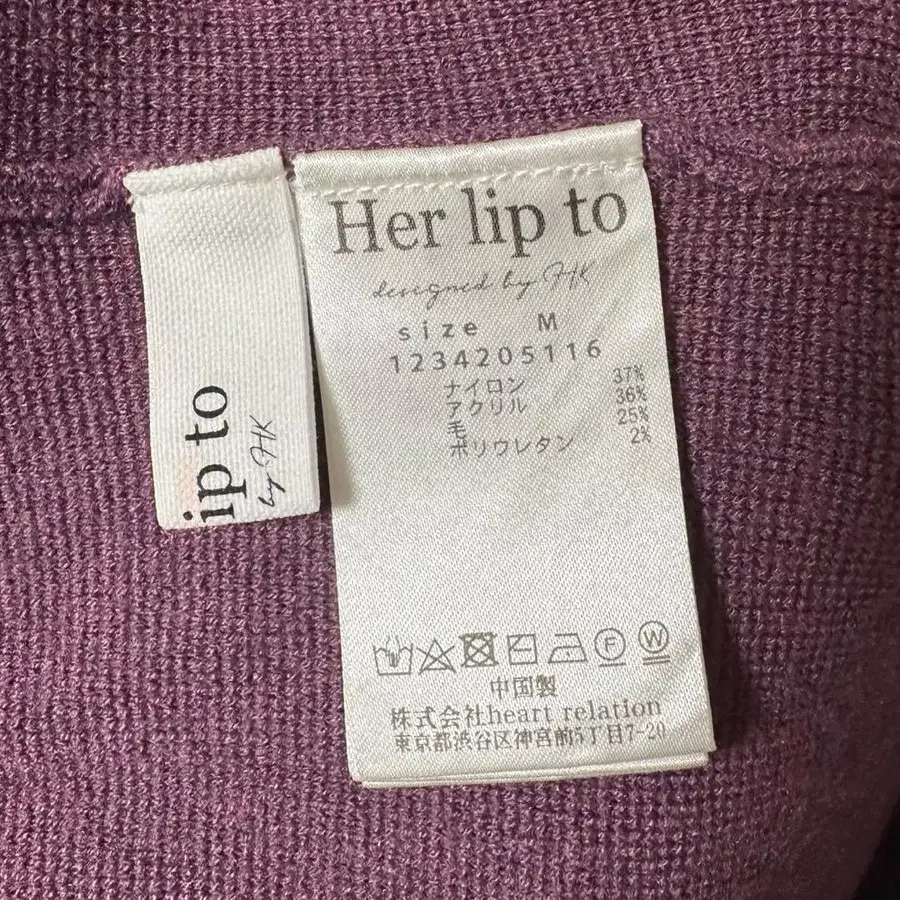 ip to
by HK
Her lip to
designed by HK
size M
1234205116
ナイロン 37%
アクリル 36%
毛 25%
ポリウレタン 2%
F W
中国製
株式会社heart relation
東京都渋谷区神宮前5丁目7-20